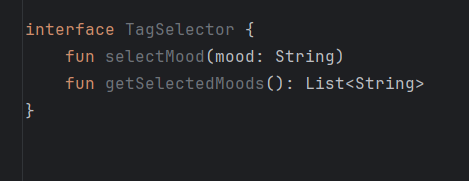 interface TagSelector {
    fun selectMood(mood: String)
    fun getSelectedMoods(): List<String>
}